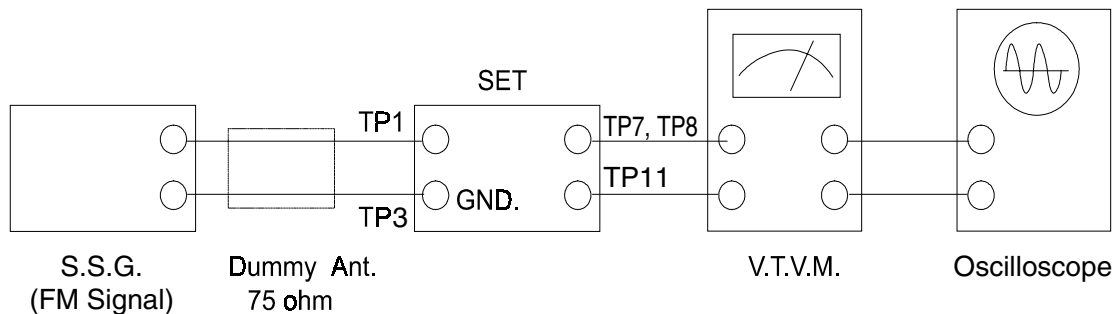 SET
TP1
TP7, TP8
TP11
GND.
TP3
S.S.G.
(FM Signal)
Dummy Ant.
75 ohm
V.T.V.M.
Oscilloscope